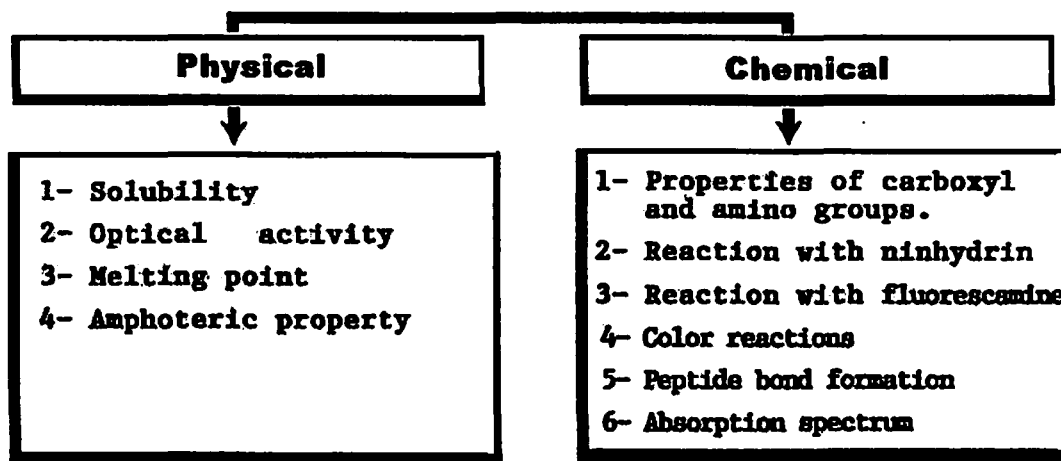 Physical
1- Solubility
2- Optical activity
3- Melting point
4- Amphoteric property
Chemical
1- Properties of carboxyl
and amino groups.
2- Reaction with ninhydrin
3- Reaction with fluorescamine
4- Color reactions
5- Peptide bond formation
6- Absorption spectrum